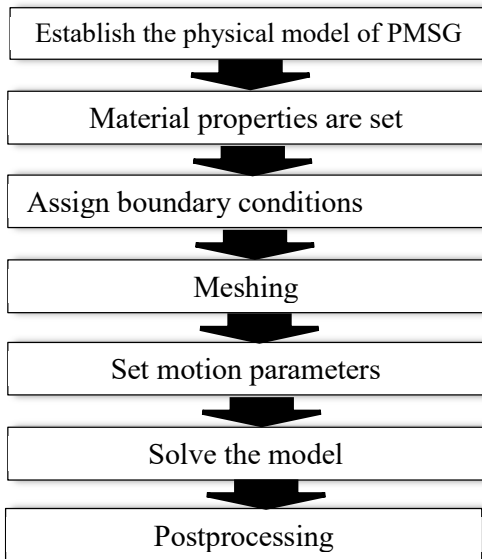 Establish the physical model of PMSG
Material properties are set
Assign boundary conditions
Meshing
Set motion parameters
Solve the model
Postprocessing